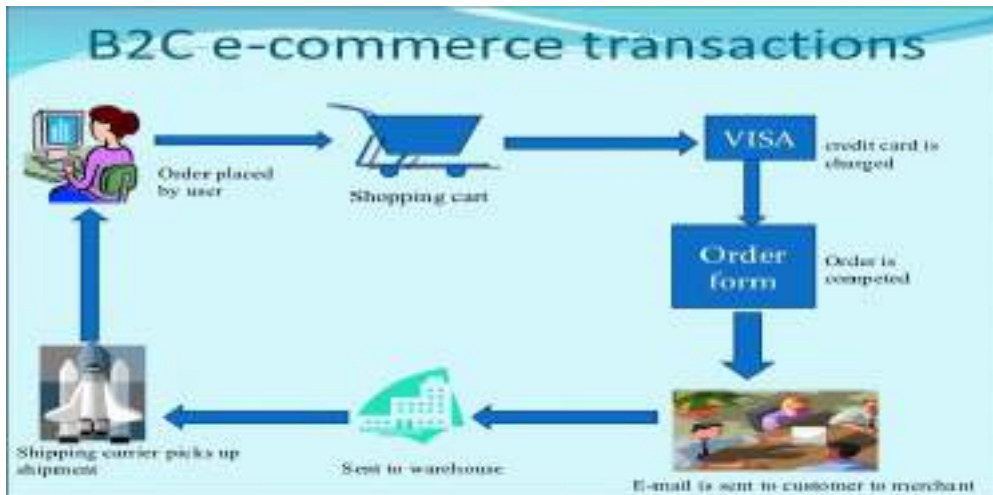 B2C e-commerce transactions
Order placed
by user
Shopping cart
VISA
credit card is
charged
Order
form
Order is
competed
E-mail is sent to customer to merchant
Sent to warehouse
Shipping carrier picks up
shipment